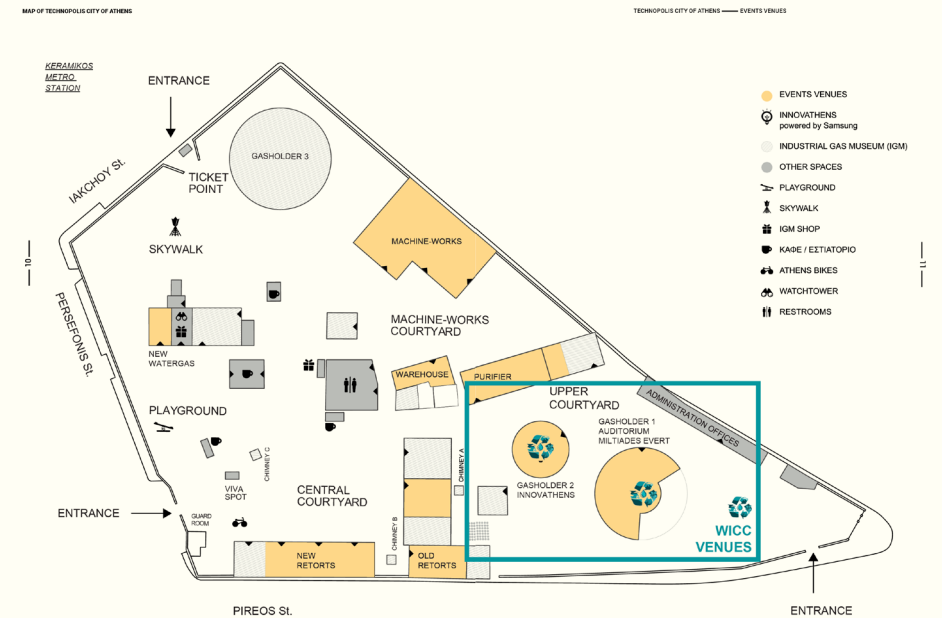 MAP OF TECHNOPOLIS CITY OF ATHENS
TECHNOPOLIS CITY OF ATHENS —— EVENTS VENUES
KERAMIKOS
METRO
STATION
ENTRANCE
IAKCHOY St.
TICKET
POINT
GASHOLDER 3
SKYWALK
MACHINE-WORKS
EVENTS VENUES
INNOVATHENS
powered by Samsung
INDUSTRIAL GAS MUSEUM (IGM)
OTHER SPACES
PLAYGROUND
SKYWALK
IGM SHOP
ΚΑΦΕ / ΕΣΤΙΑΤΟΡΙΟ
ATHENS BIKES
WATCHTOWER
RESTROOMS
10
11
PERSEFONIS St.
NEW
WATERGAS
MACHINE-WORKS
COURTYARD
WAREHOUSE
PURIFIER
UPPER
COURTYARD
ADMINISTRATION OFFICES
PLAYGROUND
GASHOLDER 1
AUDITORIUM
MILTIADES EVERT
GASHOLDER 2
INNOVATHENS
CHIMNEY C
CHIMNEY A
VIVA
SPOT
CENTRAL
COURTYARD
ENTRANCE
GUARD
ROOM
CHIMNEY B
WICC
VENUES
NEW
RETORTS
OLD
RETORTS
PIREOS St.
ENTRANCE